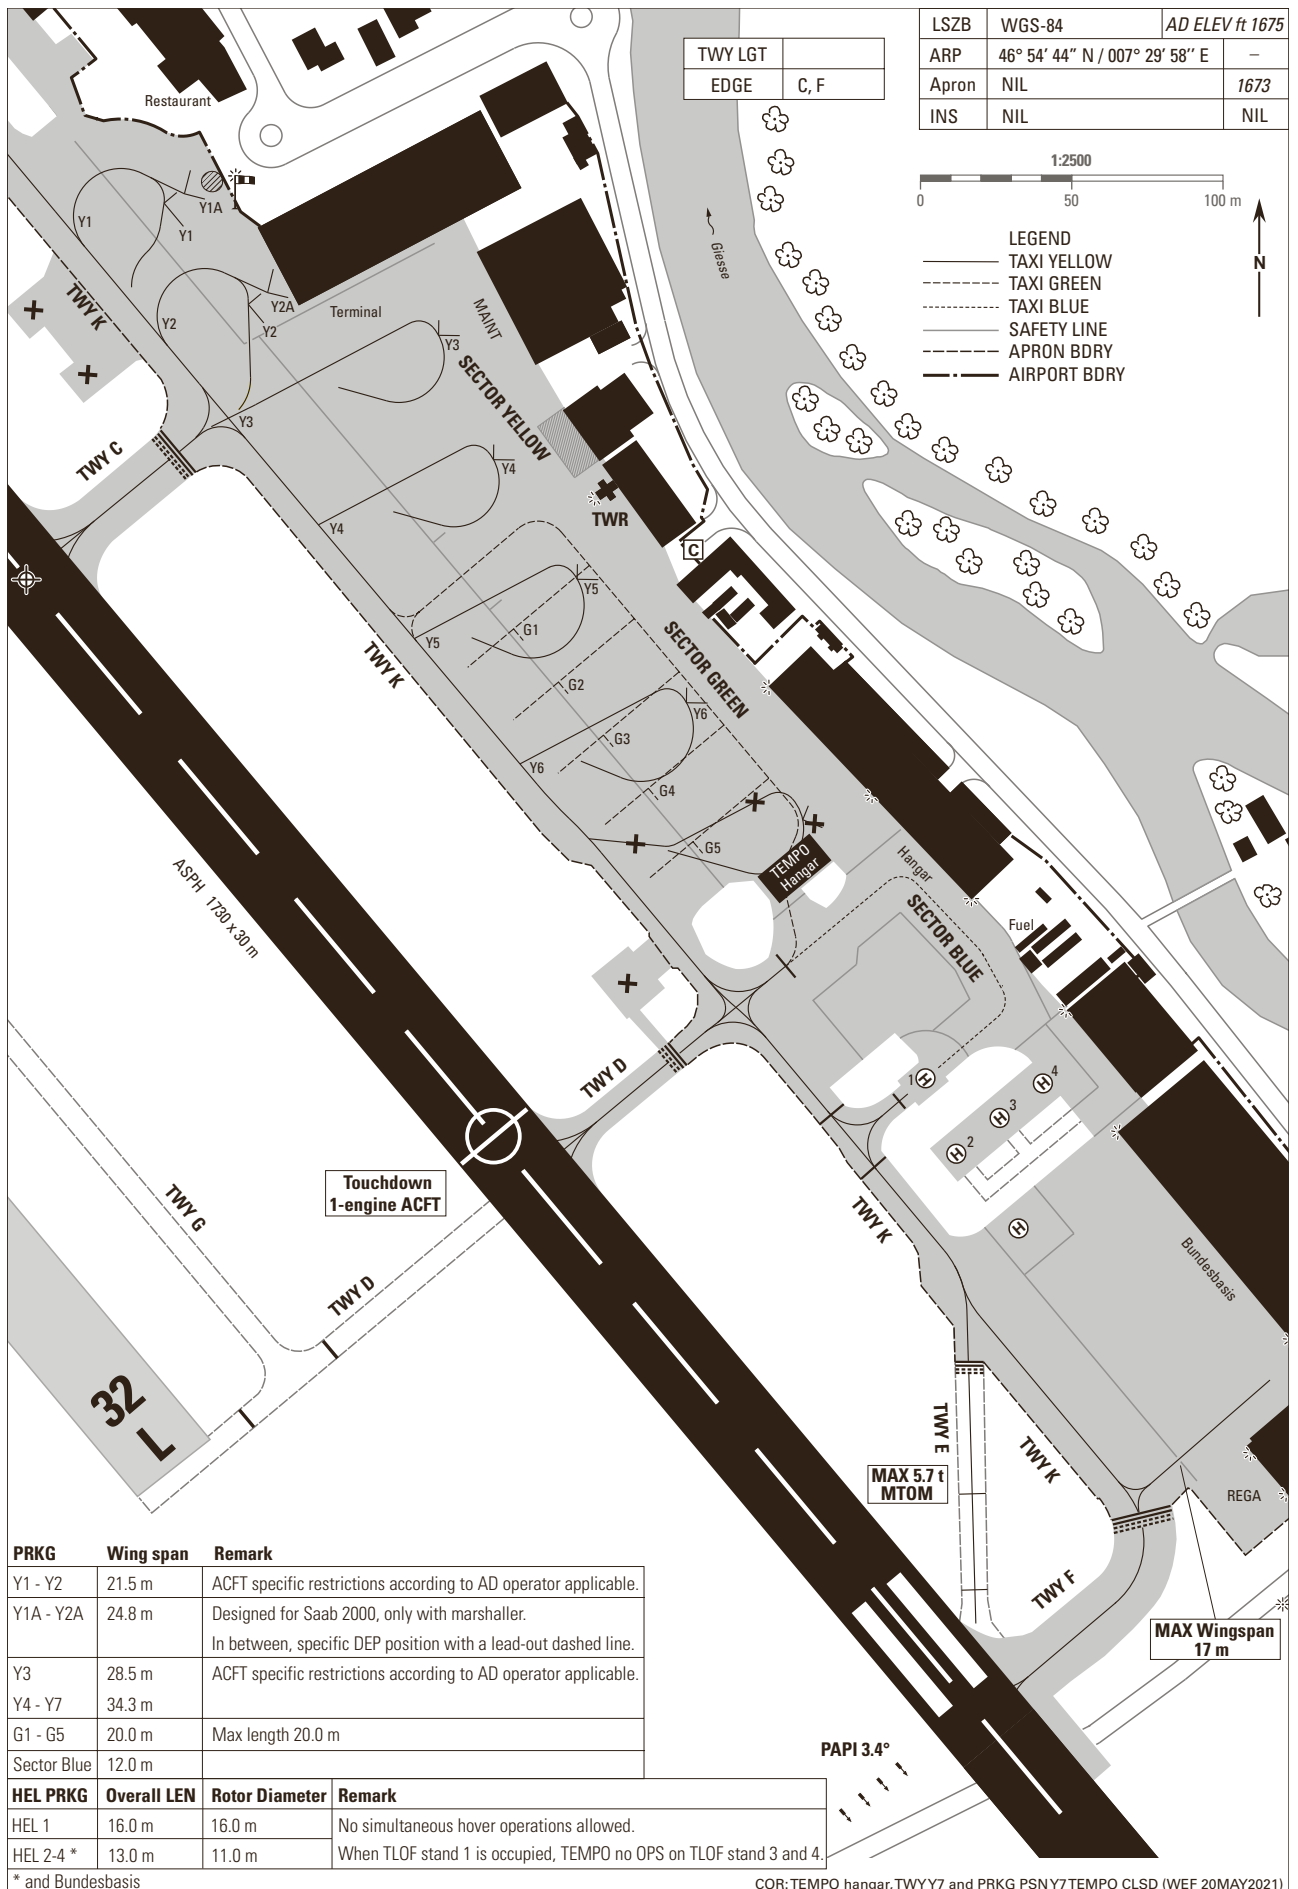 LSZB WGS-84 AD ELEV ft 1675
ARP 46° 54′ 44″ N / 007° 29′ 58″ E –
Apron NIL 1673
INS NIL NIL
TWY LGT
EDGE C, F
1:2500
0 50 100 m
N
LEGEND
TAXI YELLOW
TAXI GREEN
TAXI BLUE
SAFETY LINE
APRON BDRY
AIRPORT BDRY
Restaurant
Giesse
Y1
Y1A
Y1
TWY K
Y2
Y2A
Y2
Terminal
MAINT
Y3
Y3
SECTOR YELLOW
TWY C
Y4
Y4
TWR
C
Y5
Y5
G1
SECTOR GREEN
TWY K
G2
Y6
Y6
G3
G4
G5
TEMPO
Hangar
Hangar
SECTOR BLUE
Fuel
ASPH 1730 x 30 m
TWY D
1 H
H 4
H 3
H 2
H
Touchdown
1-engine ACFT
TWY G
TWY D
TWY K
Bundesbasis
32
L
TWY E
TWY K
MAX 5.7 t
MTOM
REGA
TWY F
MAX Wingspan
17 m
PAPI 3.4°
PRKG Wing span Remark
Y1 - Y2 21.5 m ACFT specific restrictions according to AD operator applicable.
Y1A - Y2A 24.8 m Designed for Saab 2000, only with marshaller.
In between, specific DEP position with a lead-out dashed line.
Y3 28.5 m ACFT specific restrictions according to AD operator applicable.
Y4 - Y7 34.3 m
G1 - G5 20.0 m Max length 20.0 m
Sector Blue 12.0 m
HEL PRKG Overall LEN Rotor Diameter Remark
HEL 1 16.0 m 16.0 m No simultaneous hover operations allowed.
HEL 2-4 * 13.0 m 11.0 m When TLOF stand 1 is occupied, TEMPO no OPS on TLOF stand 3 and 4.
* and Bundesbasis
COR: TEMPO hangar, TWY Y7 and PRKG PSN Y7 TEMPO CLSD (WEF 20MAY2021)